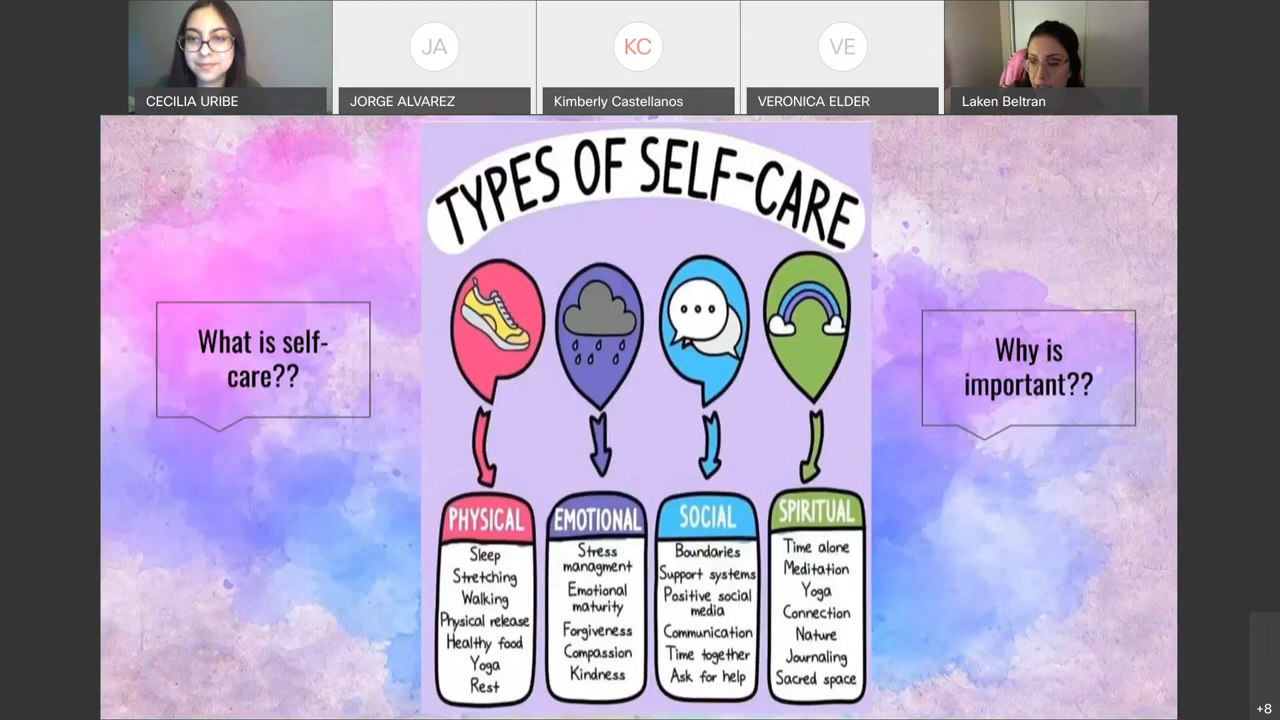 JA
KC
VE
CECILIA URIBE
JORGE ALVAREZ
Kimberly Castellanos
VERONICA ELDER
Laken Beltran
TYPES OF SELF-CARE
What is self-
care??
Why is
important??
PHYSICAL
Sleep
Stretching
Walking
Physical release
Healthy food
Yoga
Rest
EMOTIONAL
Stress
managment
Emotional
maturity
Forgiveness
Compassion
Kindness
SOCIAL
Boundaries
Support systems
Positive social
media
Communication
Time together
Ask for help
SPIRITUAL
Time alone
Meditation
Yoga
Connection
Nature
Journaling
Sacred space
+8